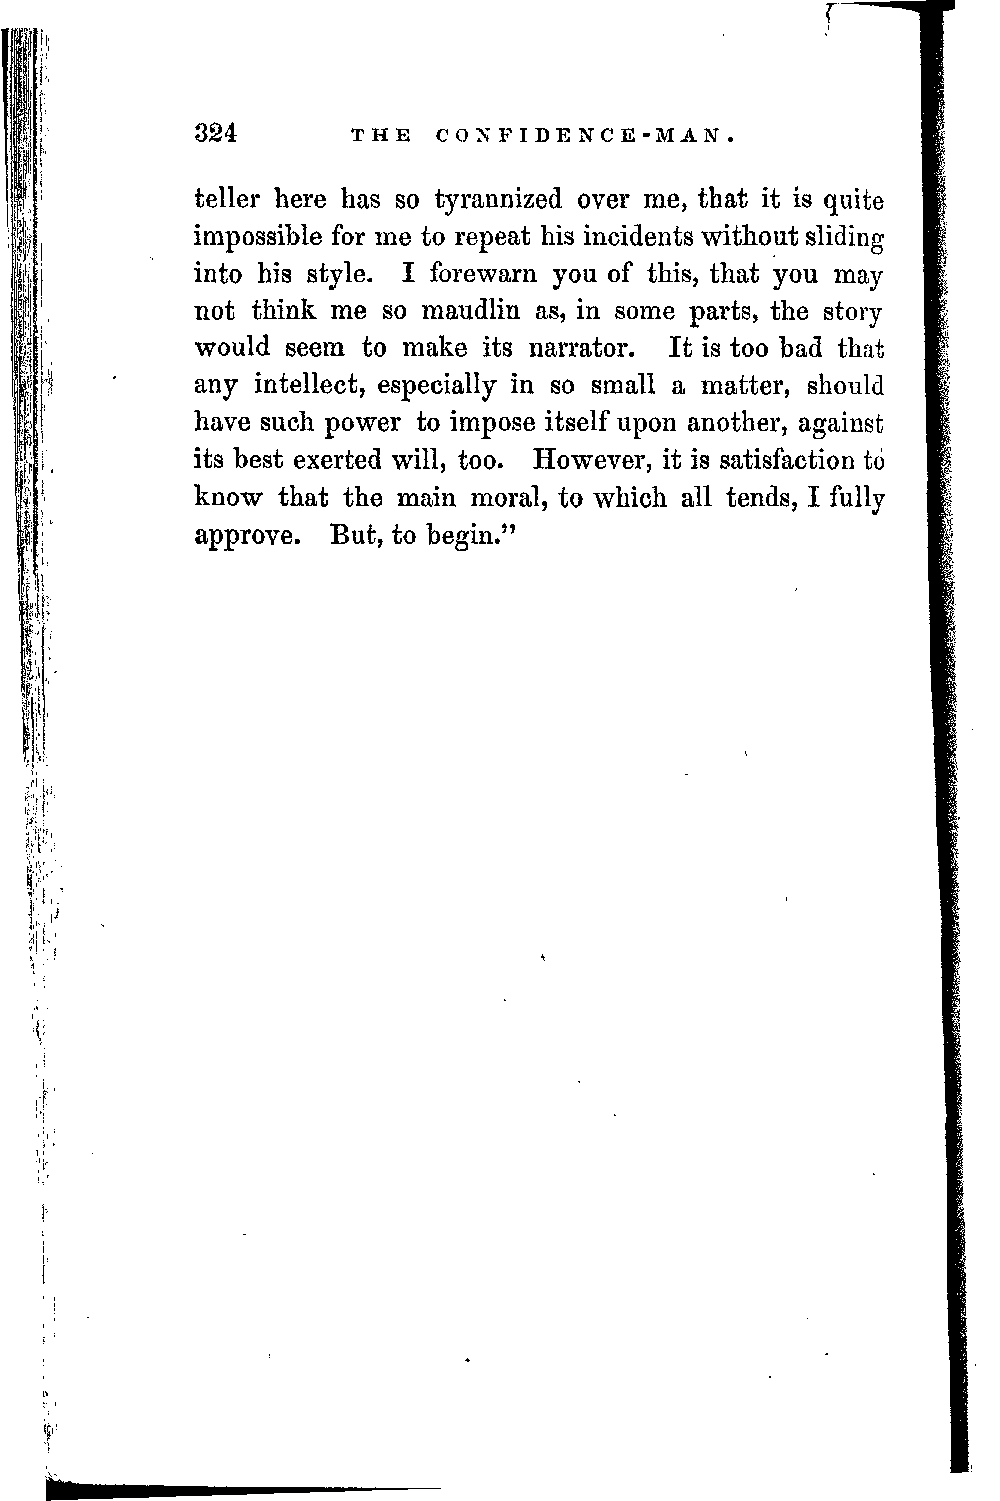 324 THE CONFIDENCE-MAN.
teller here has so tyrannized over me, that it is quite
impossible for me to repeat his incidents without sliding
into his style. I forewarn you of this, that you may
not think me so maudlin as, in some parts, the story
would seem to make its narrator. It is too bad that
any intellect, especially in so small a matter, should
have such power to impose itself upon another, against
its best exerted will, too. However, it is satisfaction to
know that the main moral, to which all tends, I fully
approve. But, to begin.”